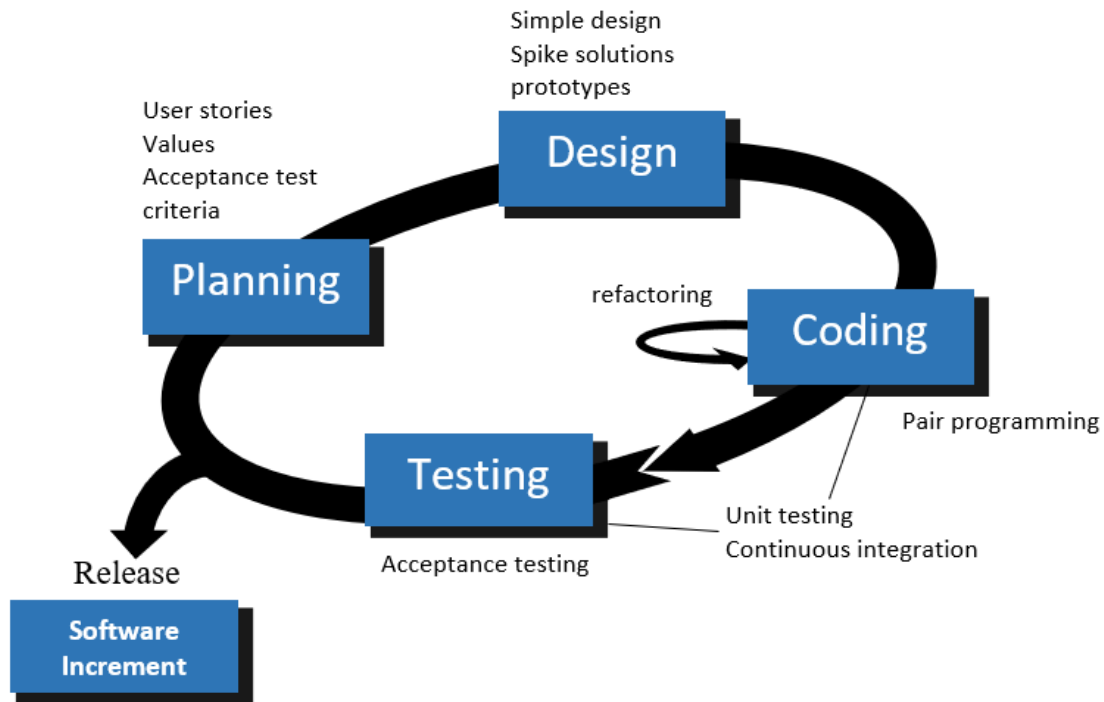 Simple design
Spike solutions
prototypes
Design
User stories
Values
Acceptance test
criteria
Planning
refactoring
Coding
Pair programming
Testing
Acceptance testing
Unit testing
Continuous integration
Release
Software
Increment